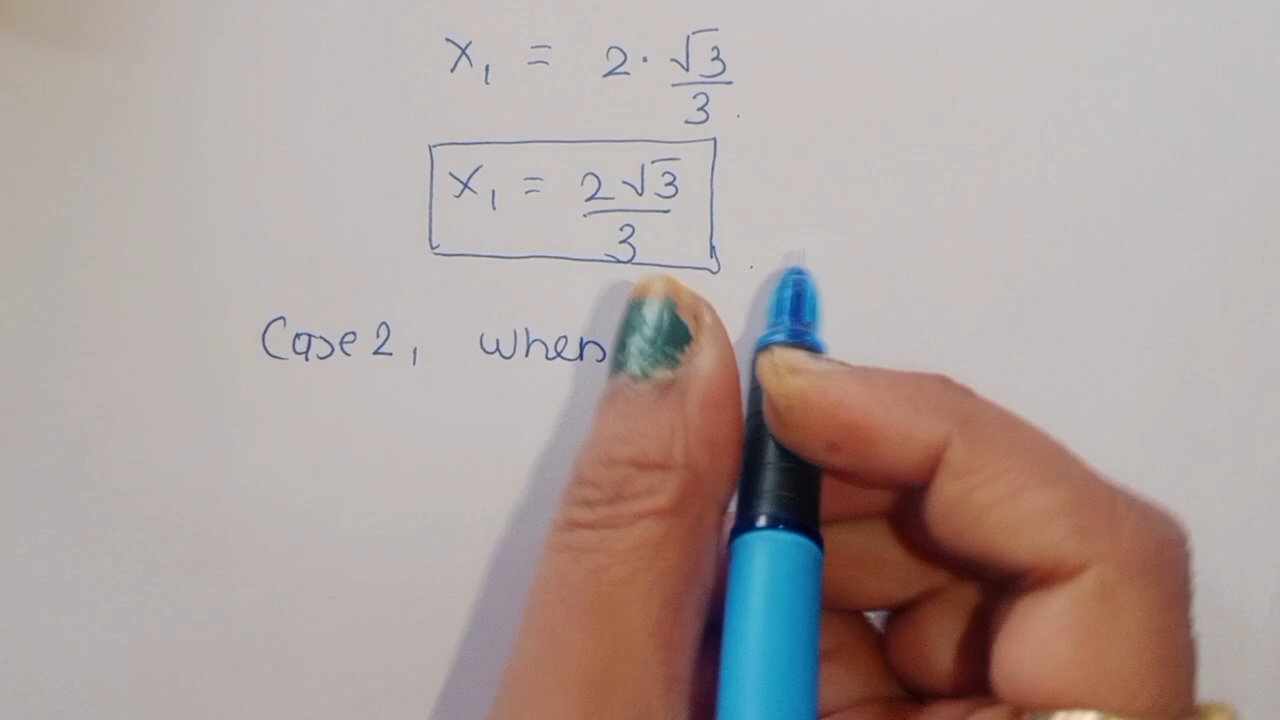 x₁ = 2 · √3/3
x₁ = 2√3/3
Case 2, when